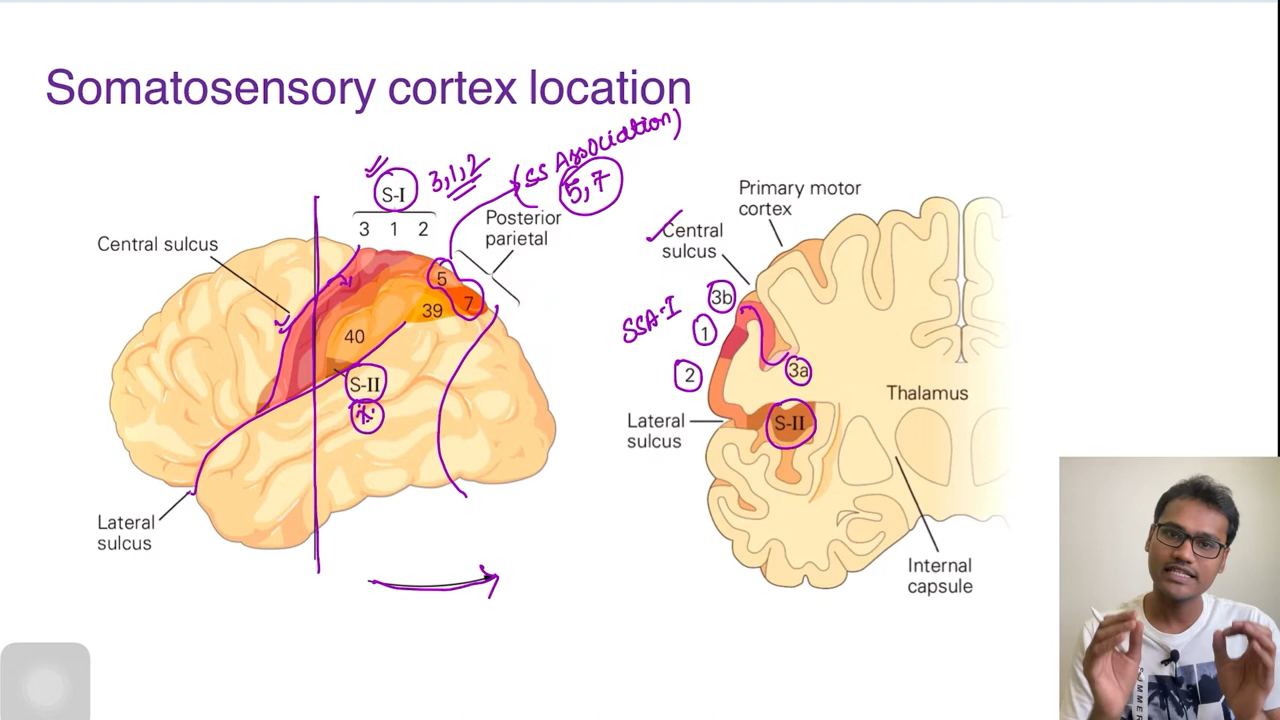 Somatosensory cortex location
(SS Association)
5,7
S-I
3,1,2
3 1 2
Posterior
parietal
Central sulcus
5
7
39
40
S-II
Lateral
sulcus
Primary motor
cortex
Central
sulcus
3b
SSA-I
1
2
3a
S-II
Lateral
sulcus
Thalamus
Internal
capsule
SUMMER